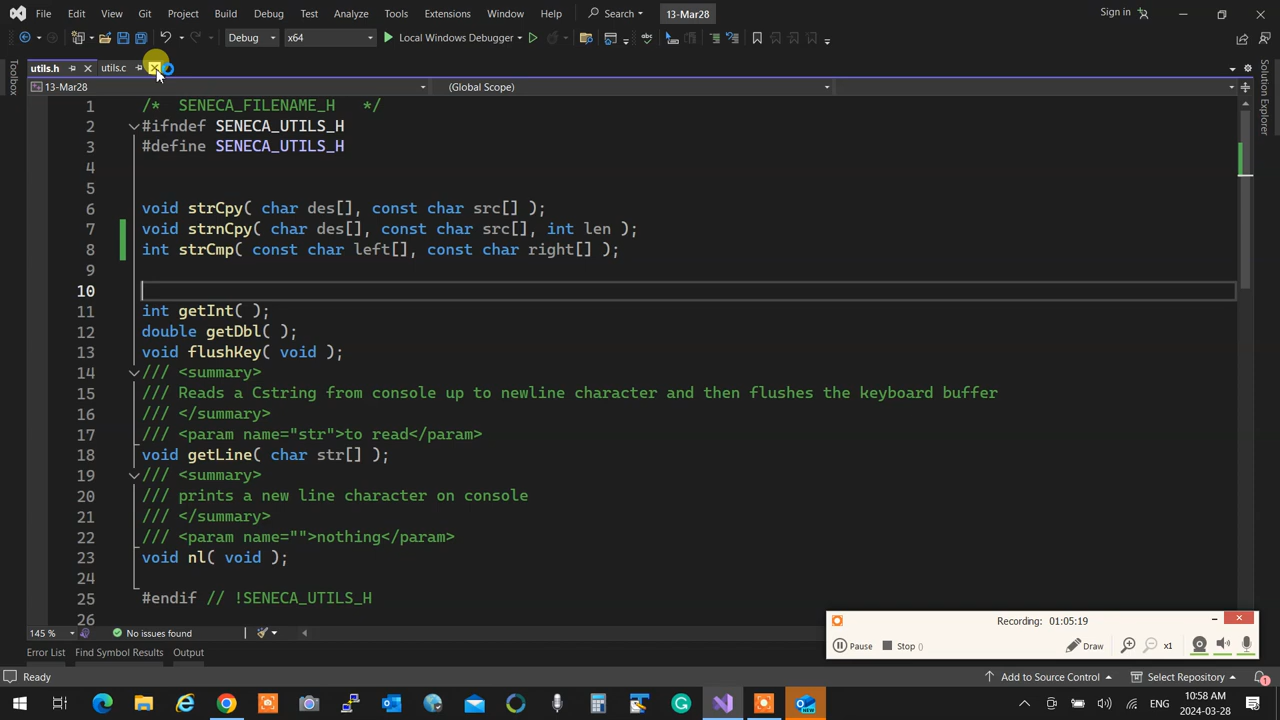 File Edit View Git Project Build Debug Test Analyze Tools Extensions Window Help Search 13-Mar28 Sign in
Debug x64 Local Windows Debugger
utils.h utils.c
Toolbox
Solution Explorer
13-Mar28 (Global Scope)
1 /*  SENECA_FILENAME_H   */
2 #ifndef SENECA_UTILS_H
3 #define SENECA_UTILS_H
4
5
6 void strCpy( char des[], const char src[] );
7 void strnCpy( char des[], const char src[], int len );
8 int strCmp( const char left[], const char right[] );
9
10
11 int getInt( );
12 double getDbl( );
13 void flushKey( void );
14 /// <summary>
15 /// Reads a Cstring from console up to newline character and then flushes the keyboard buffer
16 /// </summary>
17 /// <param name="str">to read</param>
18 void getLine( char str[] );
19 /// <summary>
20 /// prints a new line character on console
21 /// </summary>
22 /// <param name="">nothing</param>
23 void nl( void );
24
25 #endif // !SENECA_UTILS_H
26
Recording: 01:05:19
Pause Stop () Draw x1
145 % No issues found
Error List Find Symbol Results Output
Ready Add to Source Control Select Repository 1
NEW ENG 10:58 AM
2024-03-28